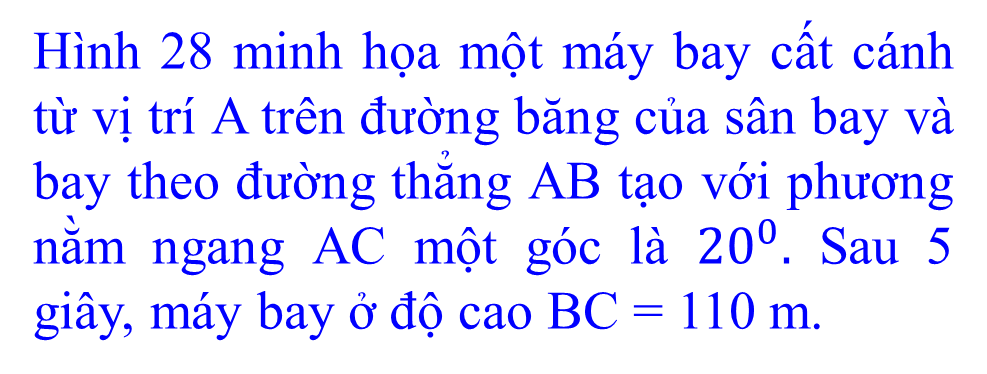 Hình 28 minh họa một máy bay cất cánh
từ vị trí A trên đường băng của sân bay và
bay theo đường thẳng AB tạo với phương
nằm ngang AC một góc là 20⁰. Sau 5
giây, máy bay ở độ cao BC = 110 m.